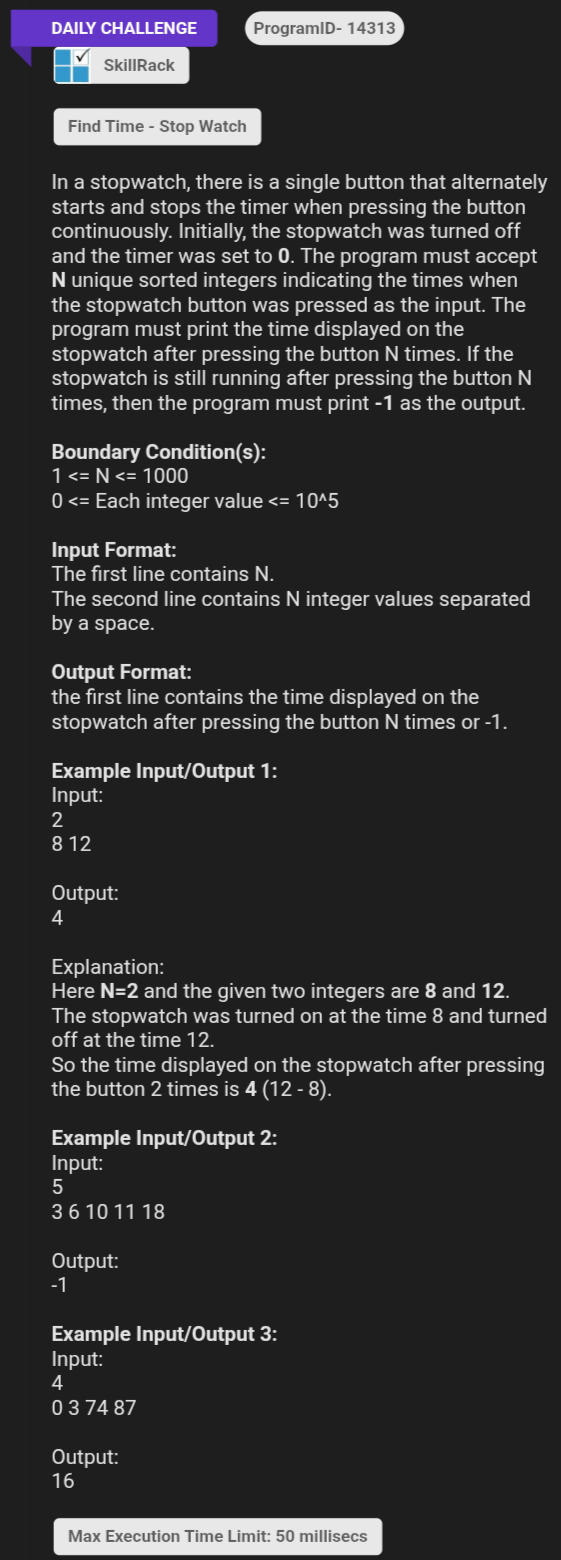 DAILY CHALLENGE
ProgramID- 14313
SkillRack
Find Time - Stop Watch
In a stopwatch, there is a single button that alternately
starts and stops the timer when pressing the button
continuously. Initially, the stopwatch was turned off
and the timer was set to 0. The program must accept
N unique sorted integers indicating the times when
the stopwatch button was pressed as the input. The
program must print the time displayed on the
stopwatch after pressing the button N times. If the
stopwatch is still running after pressing the button N
times, then the program must print -1 as the output.
Boundary Condition(s):
1 <= N <= 1000
0 <= Each integer value <= 10^5
Input Format:
The first line contains N.
The second line contains N integer values separated
by a space.
Output Format:
the first line contains the time displayed on the
stopwatch after pressing the button N times or -1.
Example Input/Output 1:
Input:
2
8 12
Output:
4
Explanation:
Here N=2 and the given two integers are 8 and 12.
The stopwatch was turned on at the time 8 and turned
off at the time 12.
So the time displayed on the stopwatch after pressing
the button 2 times is 4 (12 - 8).
Example Input/Output 2:
Input:
5
3 6 10 11 18
Output:
-1
Example Input/Output 3:
Input:
4
0 3 74 87
Output:
16
Max Execution Time Limit: 50 millisecs